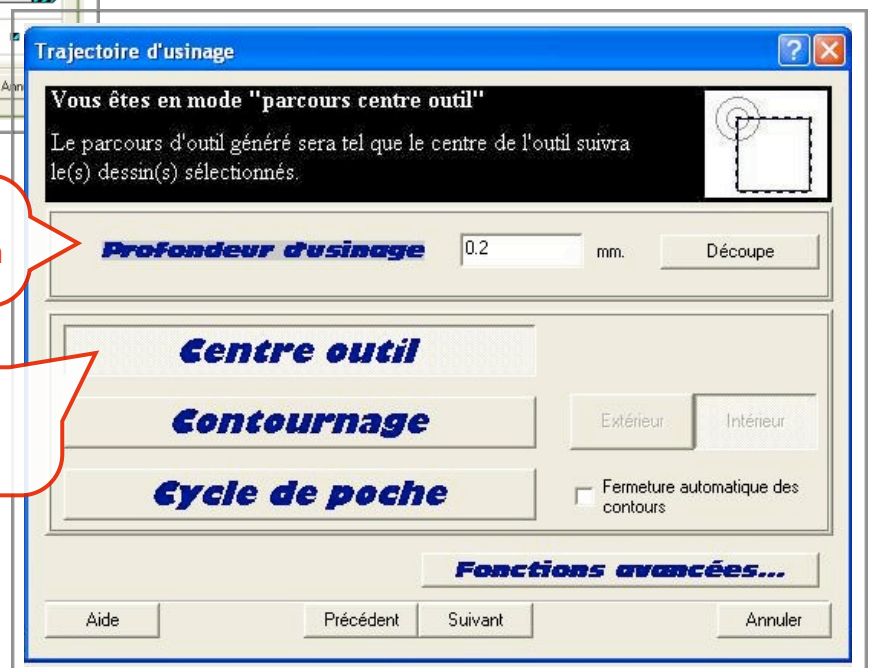 Ann
Trajectoire d'usinage
Vous êtes en mode "parcours centre outil"
Le parcours d'outil généré sera tel que le centre de l'outil suivra
le(s) dessin(s) sélectionnés.
Profondeur d'usinage 0.2 mm. Découpe
Centre outil
Contournage Extérieur Intérieur
Cycle de poche Fermeture automatique des
contours
Fonctions avancées...
Aide Précédent Suivant Annuler